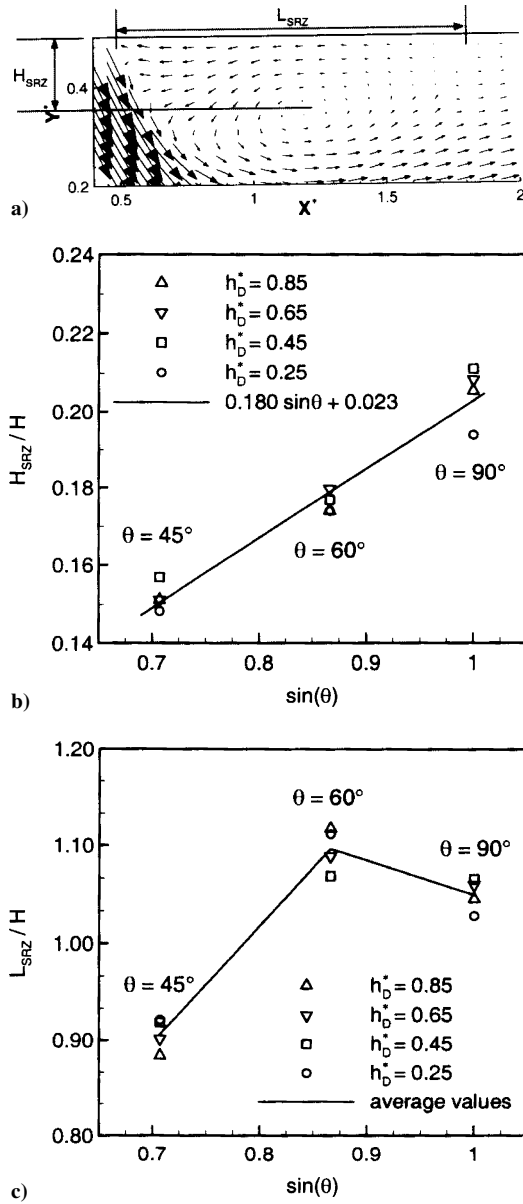 L_SRZ
H_SRZ
0.4
Y*
0.2
0.5
1
1.5
2
X*
a)
0.24
0.22
0.20
0.18
0.16
0.14
H_SRZ / H
h*_D = 0.85
h*_D = 0.65
h*_D = 0.45
h*_D = 0.25
0.180 sinθ + 0.023
θ = 45°
θ = 60°
θ = 90°
0.7
0.8
0.9
1
sin(θ)
b)
1.20
1.10
1.00
0.90
0.80
L_SRZ / H
θ = 60°
θ = 90°
θ = 45°
h*_D = 0.85
h*_D = 0.65
h*_D = 0.45
h*_D = 0.25
average values
0.7
0.8
0.9
1
sin(θ)
c)